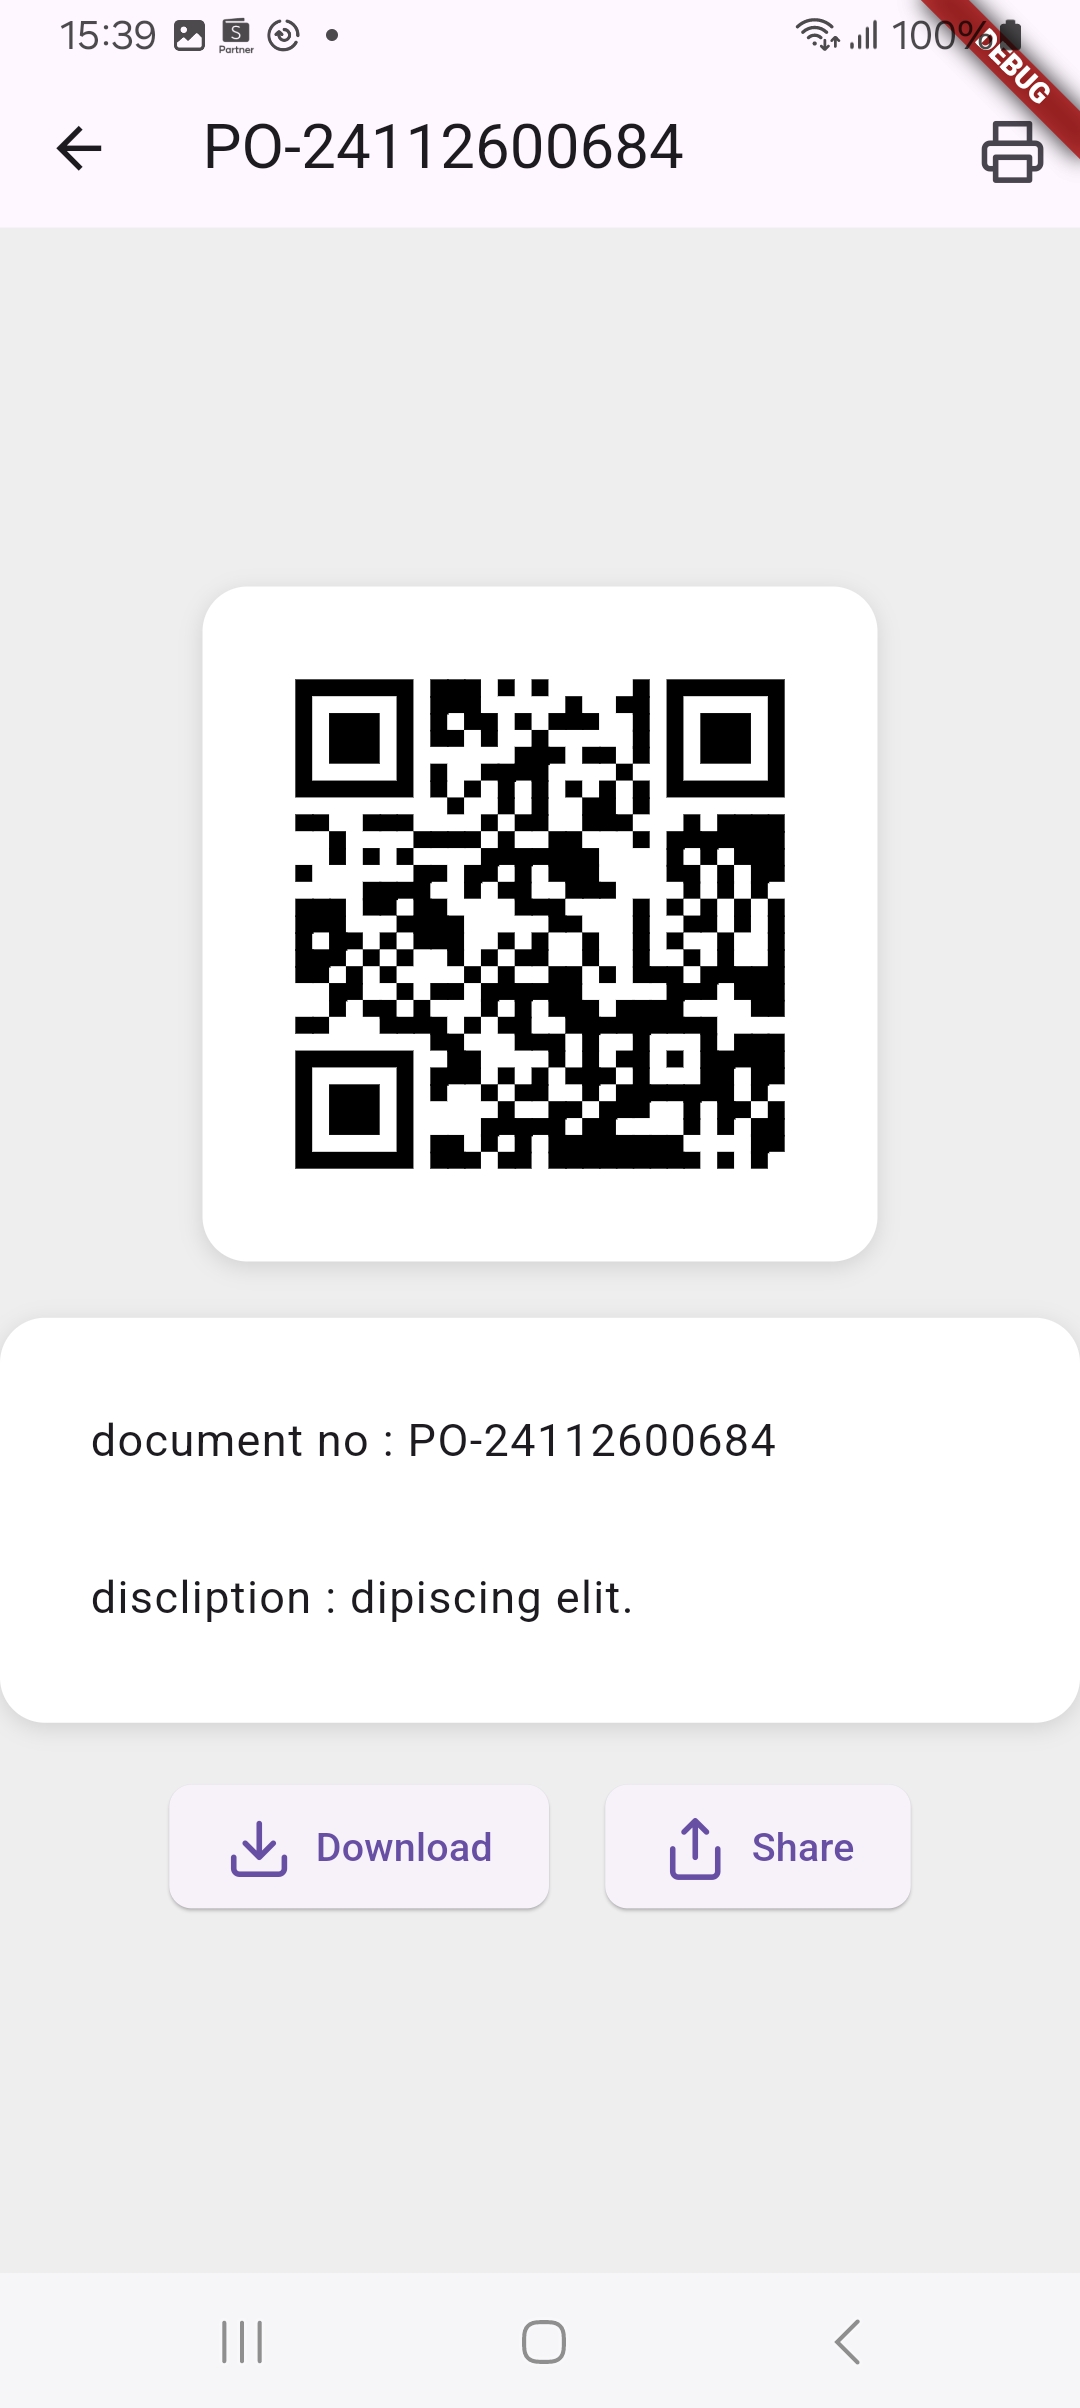 15:39
S
Partner
100%
DEBUG
PO-24112600684
document no : PO-24112600684
discliption : dipiscing elit.
Download
Share